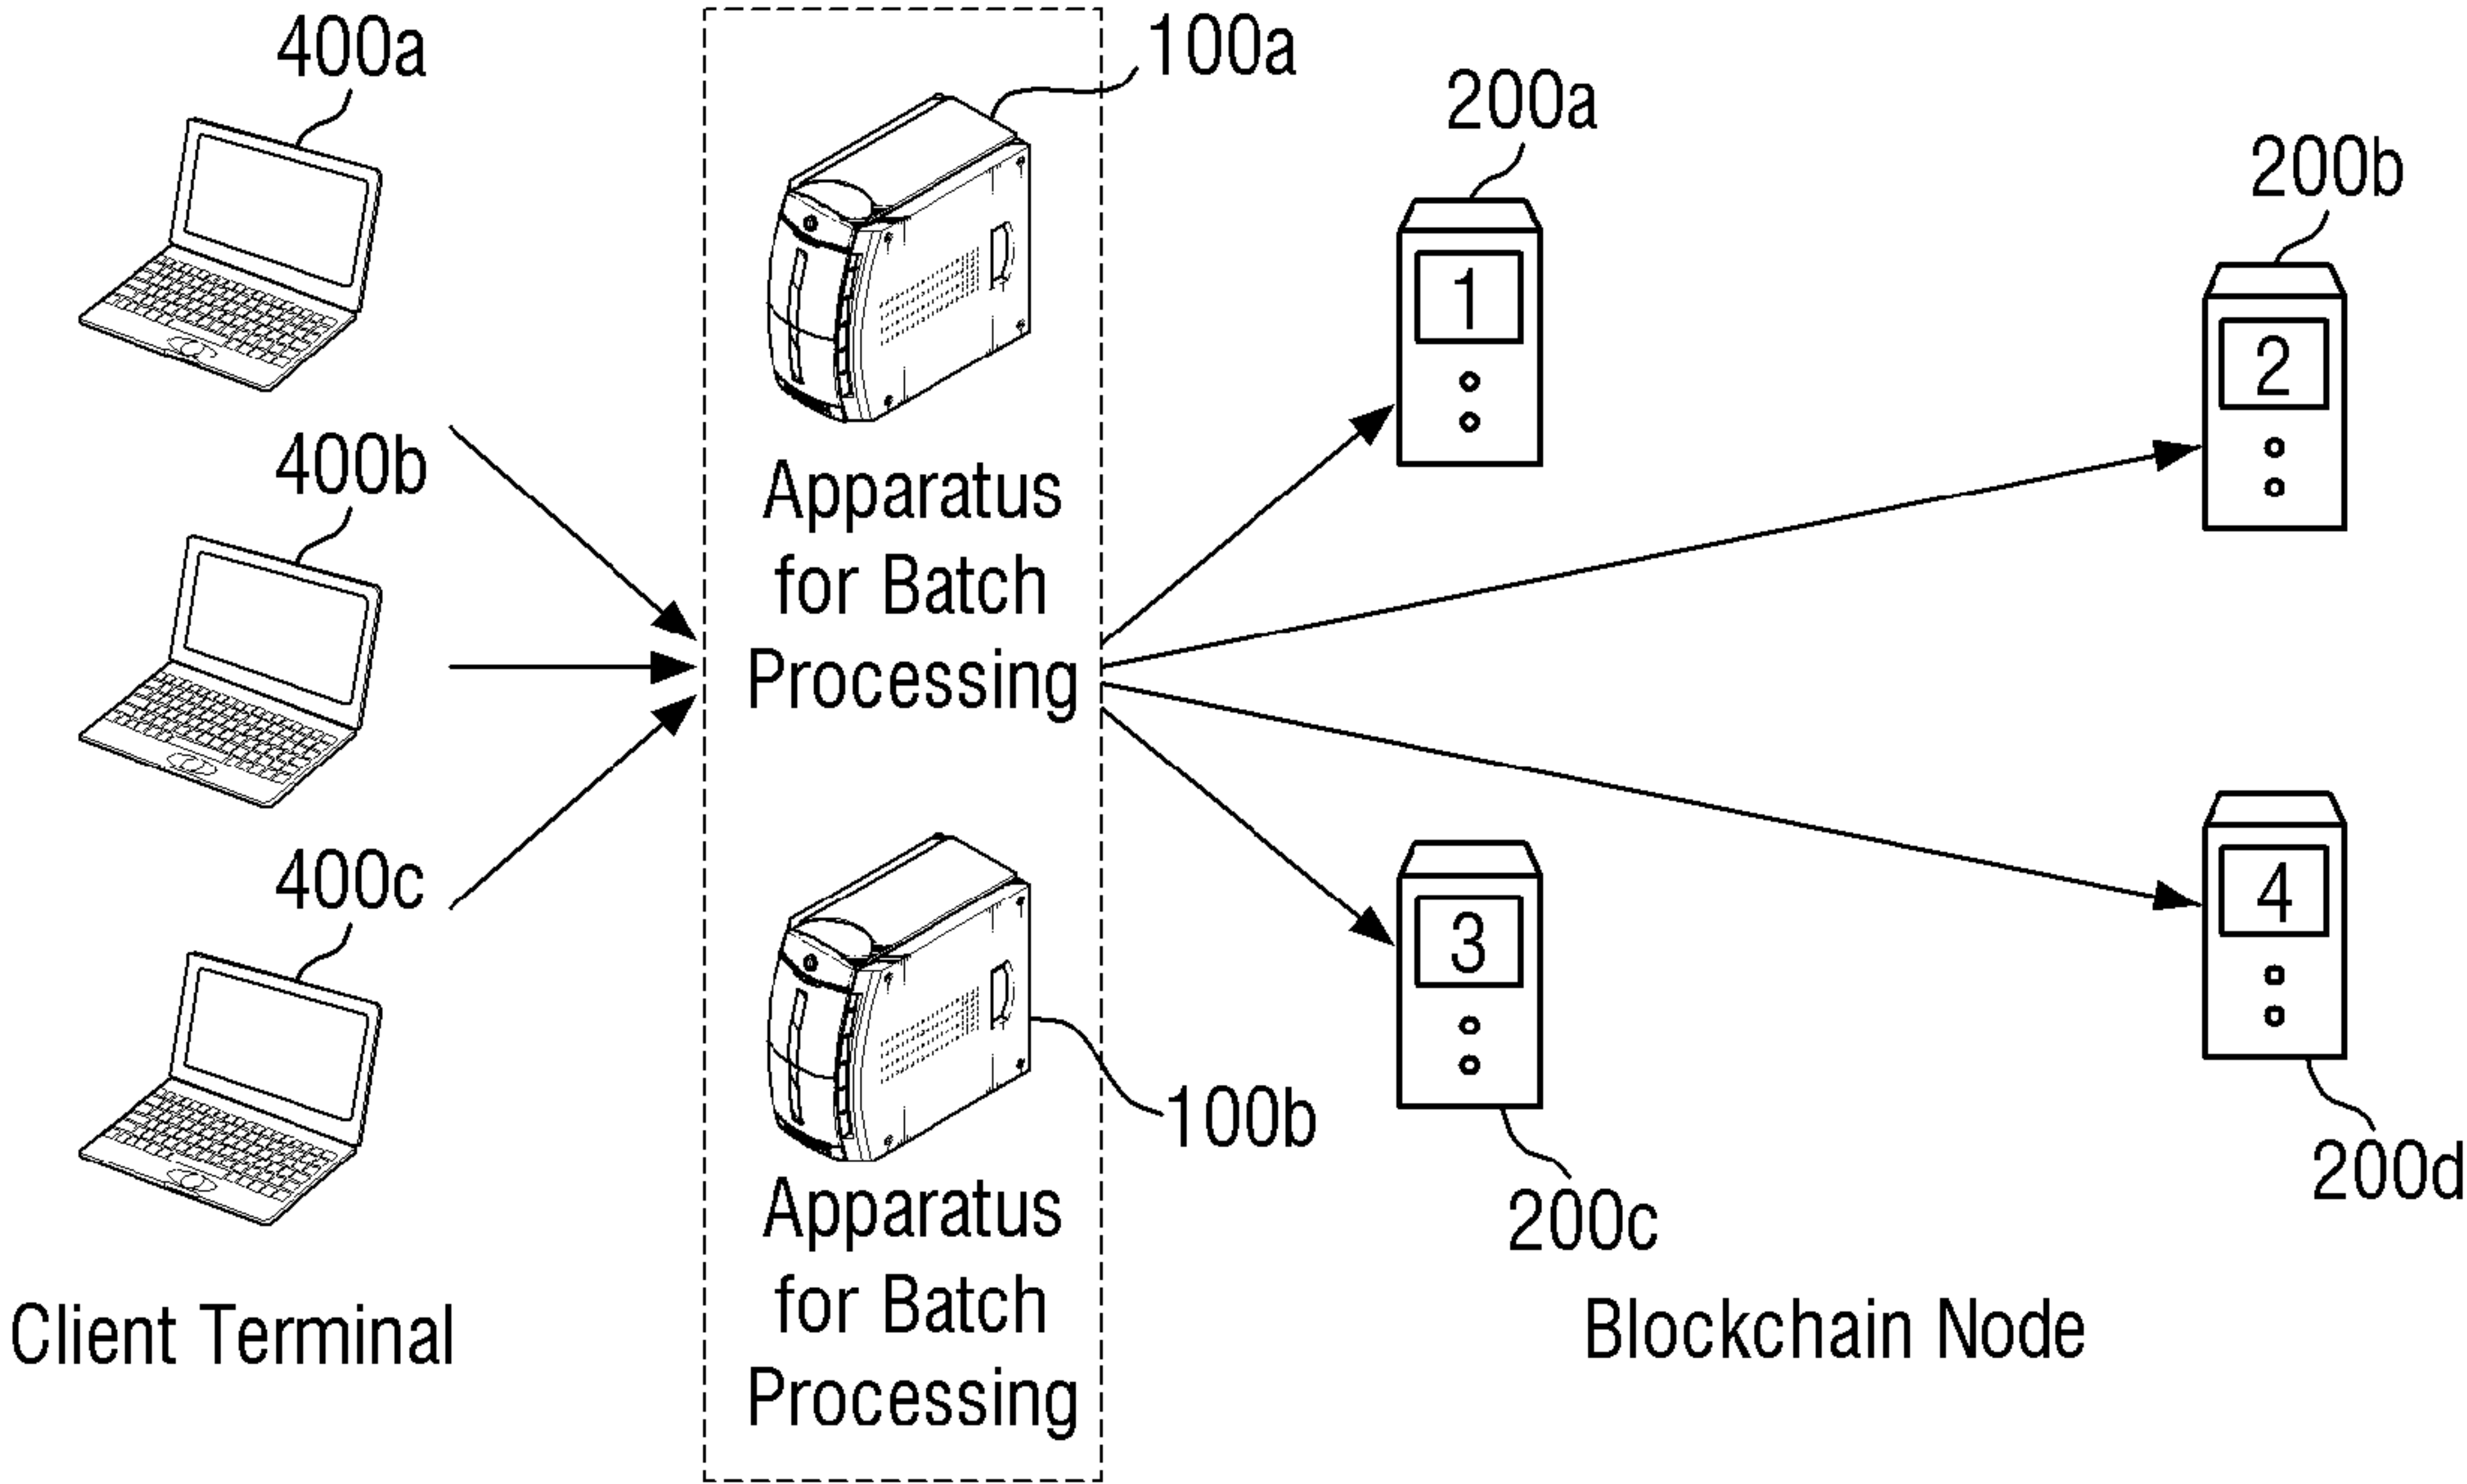 400a
100a
200a
200b
1
2
400b
Apparatus
for Batch
Processing
400c
3
4
100b
200c
200d
Apparatus
for Batch
Processing
Client Terminal
Blockchain Node